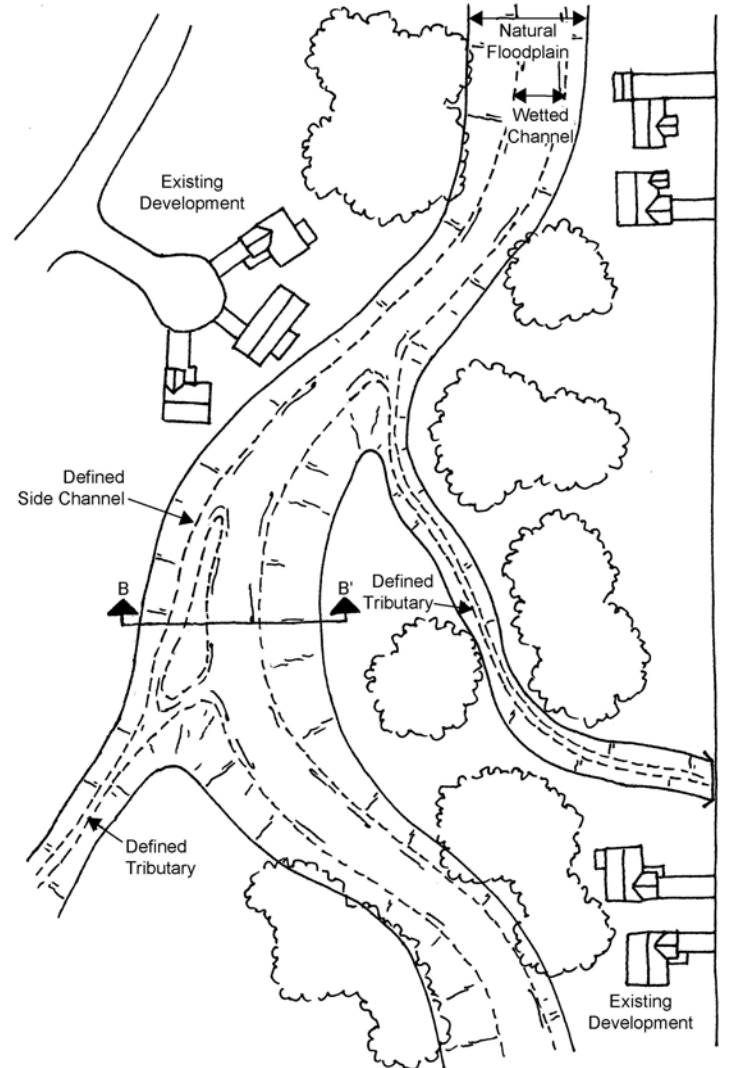 Natural
Floodplain
Wetted
Channel
Existing
Development
Defined
Side Channel
B
B'
Defined
Tributary
Defined
Tributary
Existing
Development